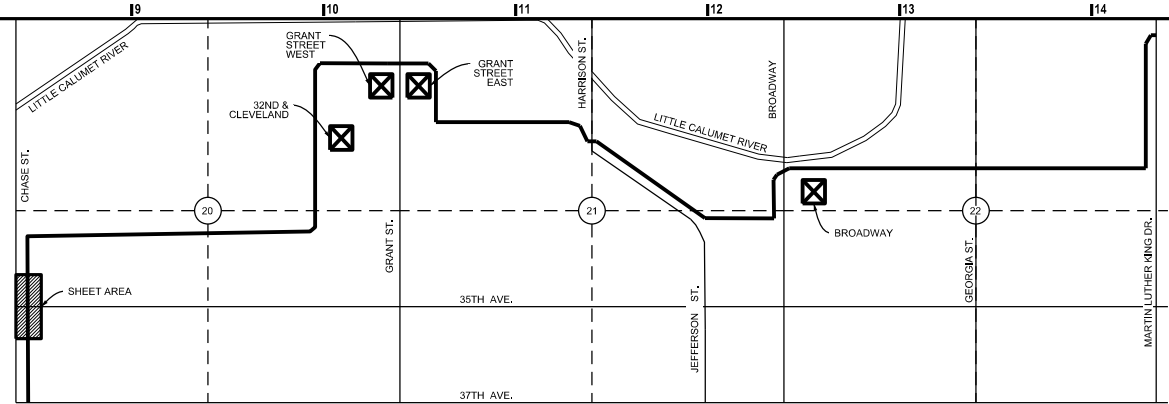 9
10
11
12
13
14
GRANT
STREET
WEST
GRANT
STREET
EAST
32ND &
CLEVELAND
LITTLE CALUMET RIVER
HARRISON ST.
BROADWAY
LITTLE CALUMET RIVER
CHASE ST.
20
21
22
GRANT ST.
BROADWAY
GEORGIA ST.
MARTIN LUTHER KING DR.
SHEET AREA
35TH AVE.
JEFFERSON ST.
37TH AVE.